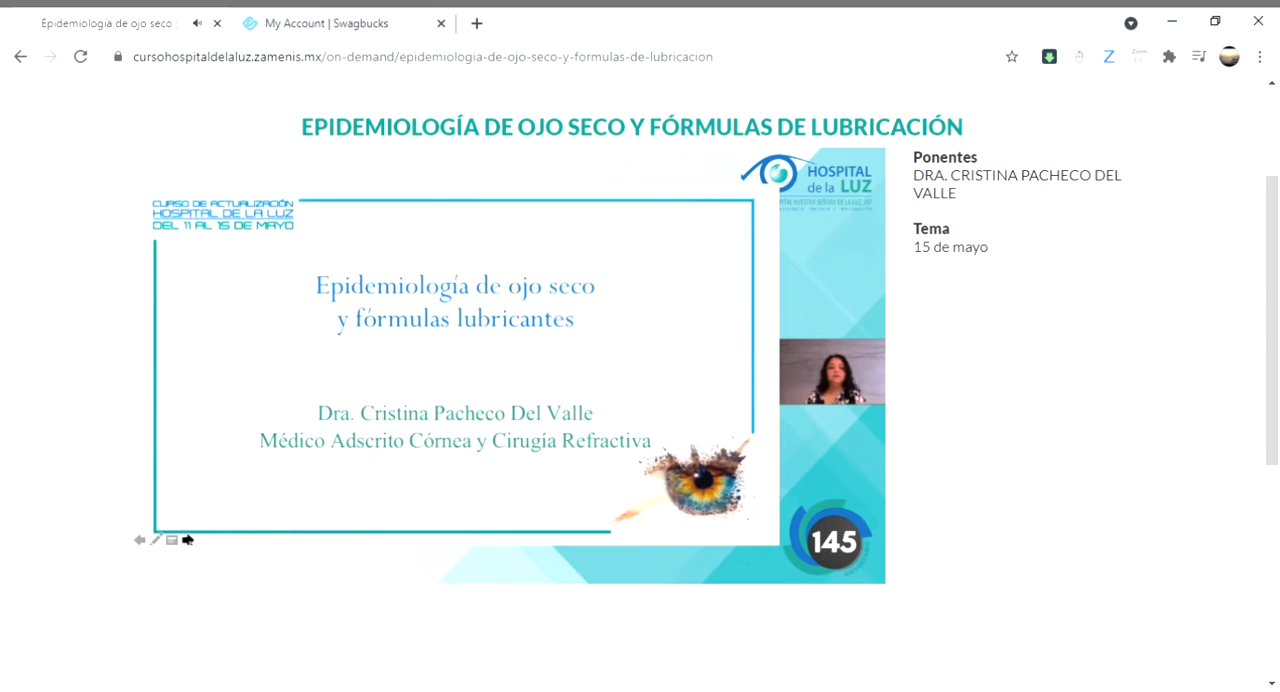 Epidemiología de ojo seco
My Account | Swagbucks
cursohospitaldelaluz.zamenis.mx/on-demand/epidemiologia-de-ojo-seco-y-formulas-de-lubricacion
EPIDEMIOLOGÍA DE OJO SECO Y FÓRMULAS DE LUBRICACIÓN
HOSPITAL
de la LUZ
CURSO DE ACTUALIZACIÓN
HOSPITAL DE LA LUZ
DEL 11 AL 15 DE MAYO
Epidemiología de ojo seco
y fórmulas lubricantes
Dra. Cristina Pacheco Del Valle
Médico Adscrito Córnea y Cirugía Refractiva
145
Ponentes
DRA. CRISTINA PACHECO DEL
VALLE
Tema
15 de mayo